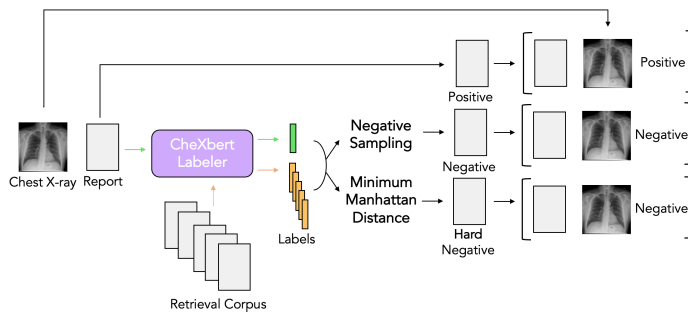 Positive
Positive
CheXbert
Labeler
Negative
Sampling
Negative
Negative
Chest X-ray
Report
Minimum
Manhattan
Distance
Negative
Labels
Hard
Negative
Retrieval Corpus